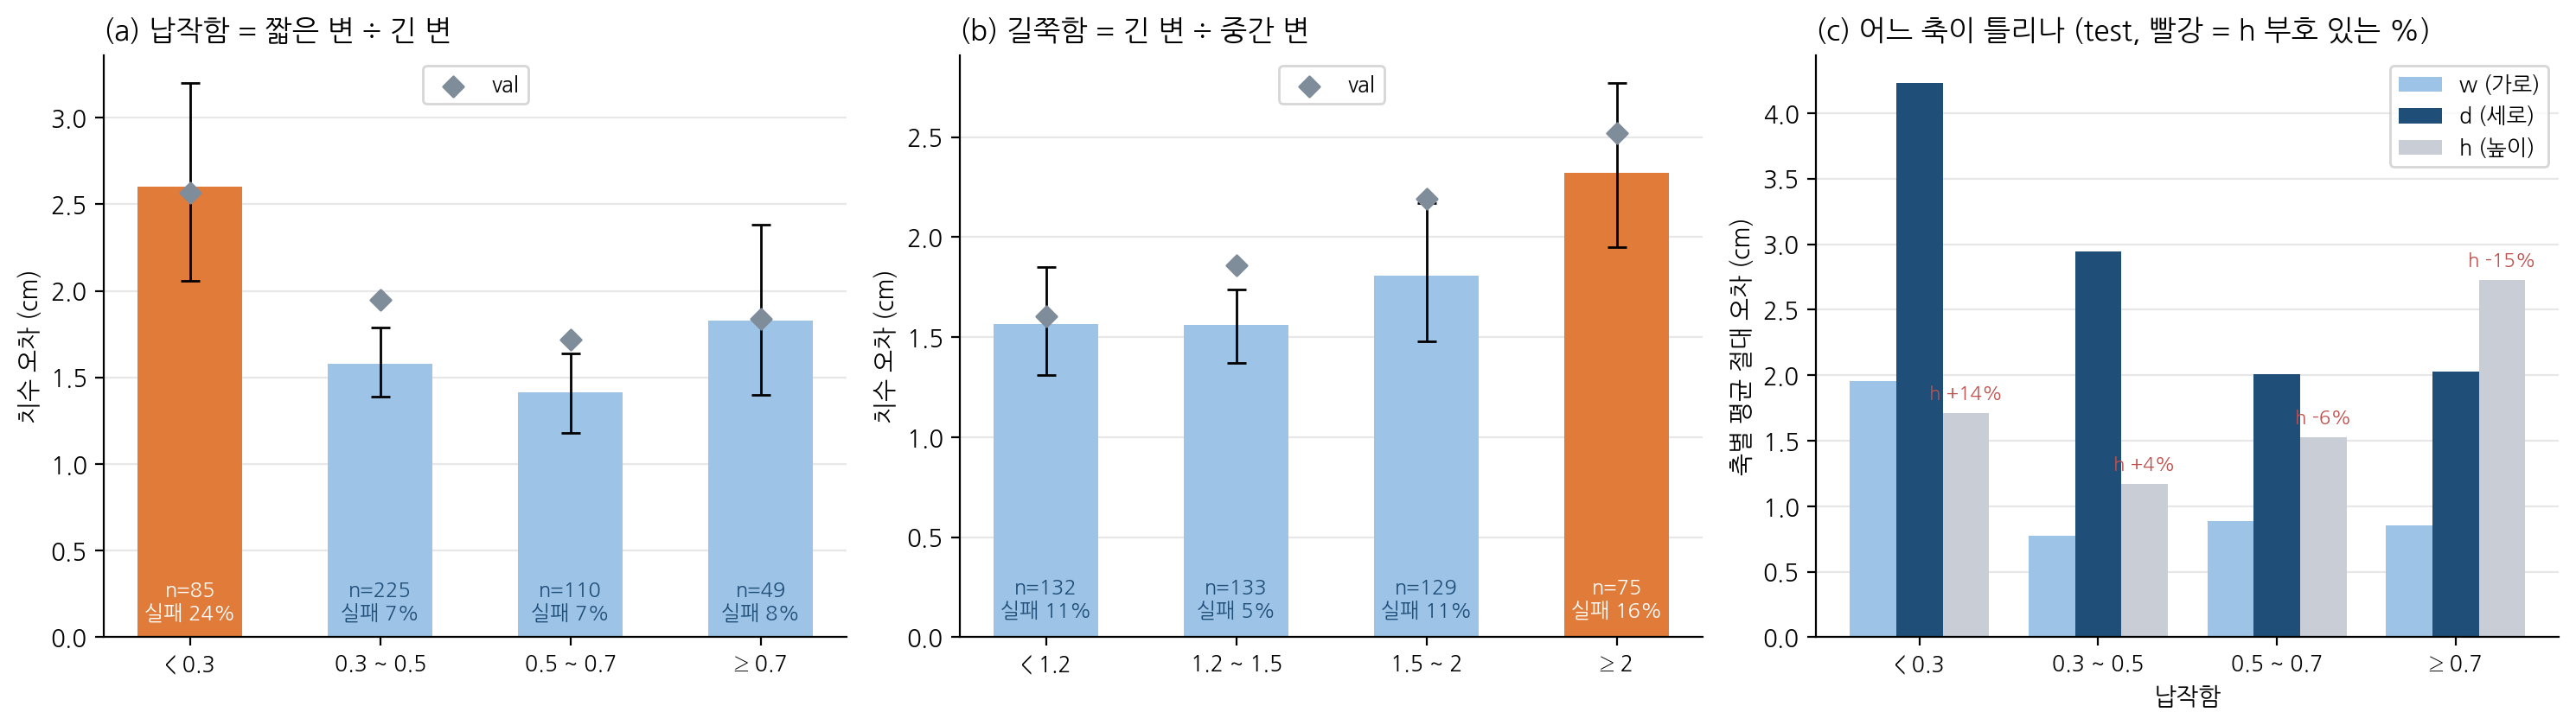 (a) 납작함 = 짧은 변 ÷ 긴 변
val
치수 오차 (cm)
3.0
2.5
2.0
1.5
1.0
0.5
0.0
n=85
실패 24%
n=225
실패 7%
n=110
실패 7%
n=49
실패 8%
< 0.3
0.3 ~ 0.5
0.5 ~ 0.7
≥ 0.7
(b) 길쭉함 = 긴 변 ÷ 중간 변
val
치수 오차 (cm)
2.5
2.0
1.5
1.0
0.5
0.0
n=132
실패 11%
n=133
실패 5%
n=129
실패 11%
n=75
실패 16%
< 1.2
1.2 ~ 1.5
1.5 ~ 2
≥ 2
(c) 어느 축이 틀리나 (test, 빨강 = h 부호 있는 %)
w (가로)
d (세로)
h (높이)
축별 평균 절대 오차 (cm)
4.0
3.5
3.0
2.5
2.0
1.5
1.0
0.5
0.0
h +14%
h +4%
h -6%
h -15%
< 0.3
0.3 ~ 0.5
0.5 ~ 0.7
≥ 0.7
납작함